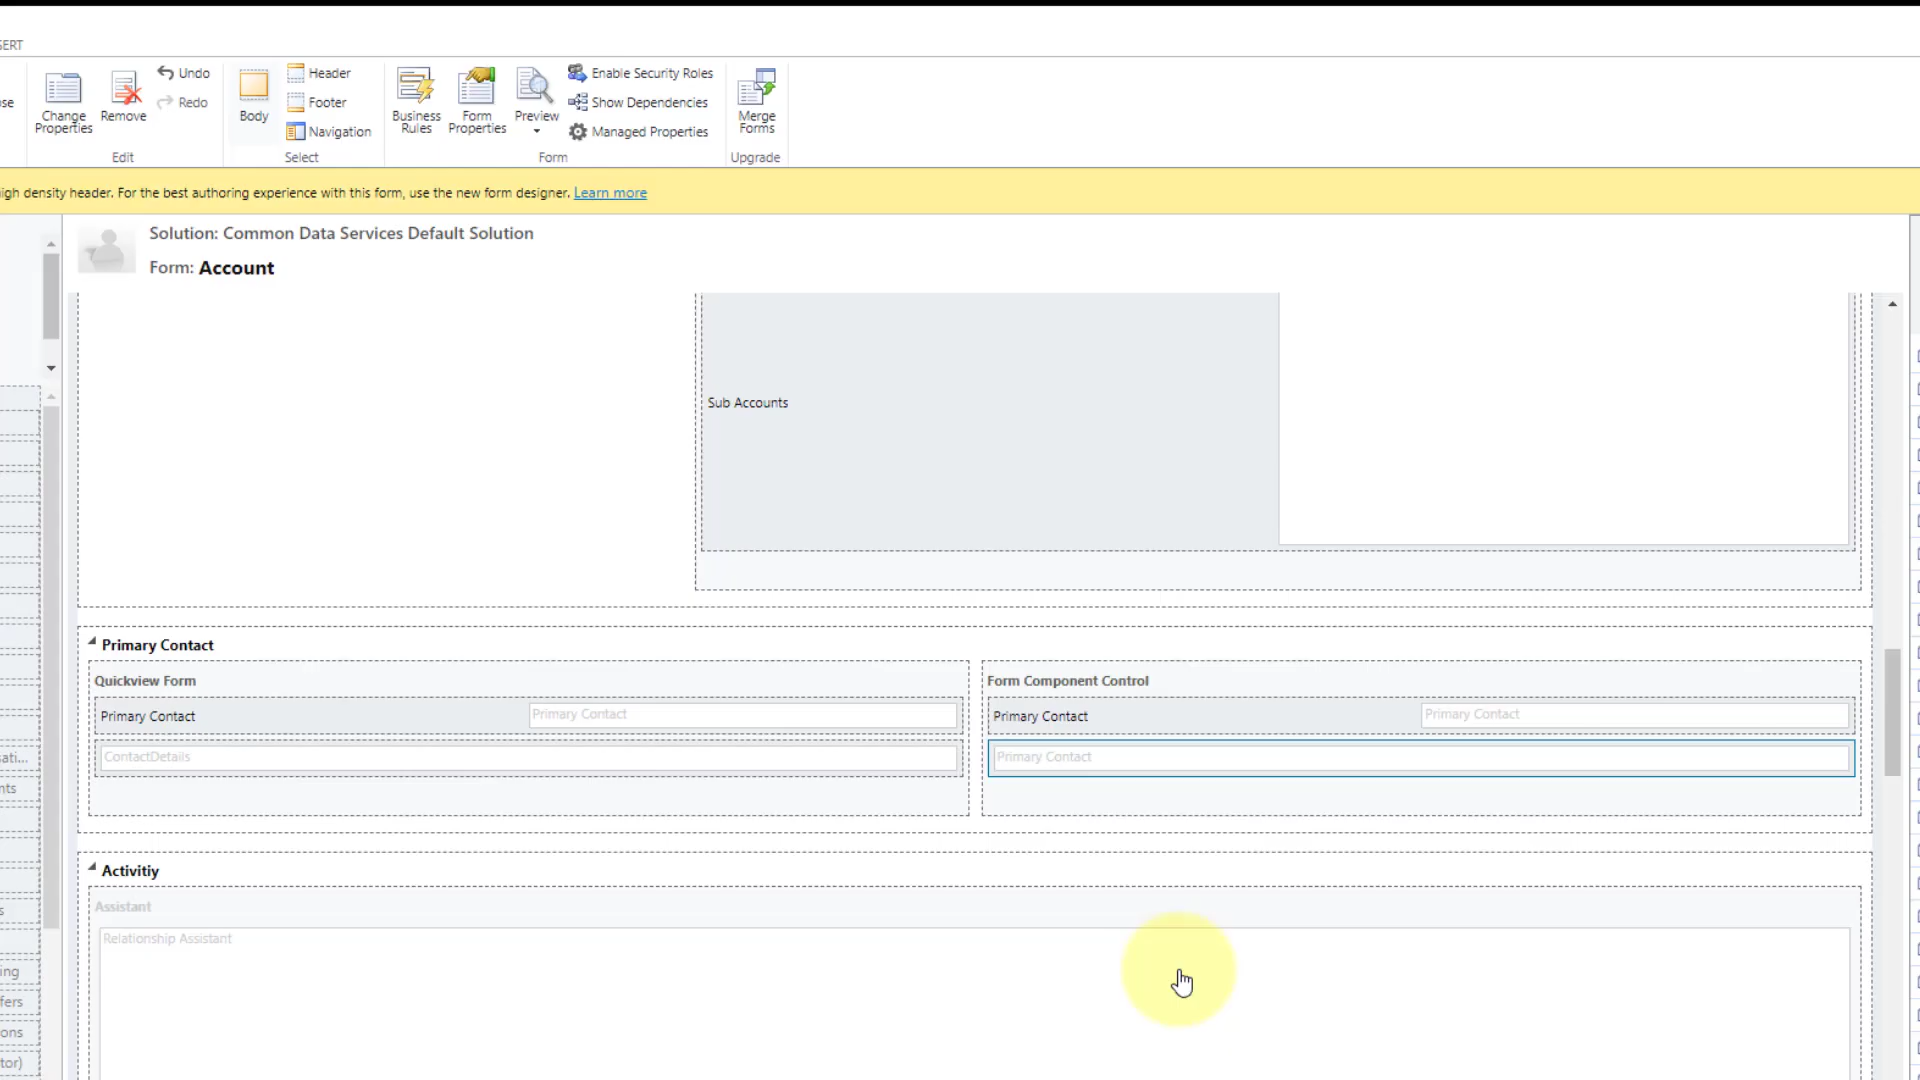 SERT
Undo
Redo
Change Properties
Remove
Edit
Body
Header
Footer
Navigation
Select
Business Rules
Form Properties
Preview
Enable Security Roles
Show Dependencies
Managed Properties
Form
Merge Forms
Upgrade
igh density header. For the best authoring experience with this form, use the new form designer. Learn more
Solution: Common Data Services Default Solution
Form: Account
Sub Accounts
Primary Contact
Quickview Form
Primary Contact Primary Contact
ContactDetails
Form Component Control
Primary Contact Primary Contact
Primary Contact
Activitiy
Assistant
Relationship Assistant